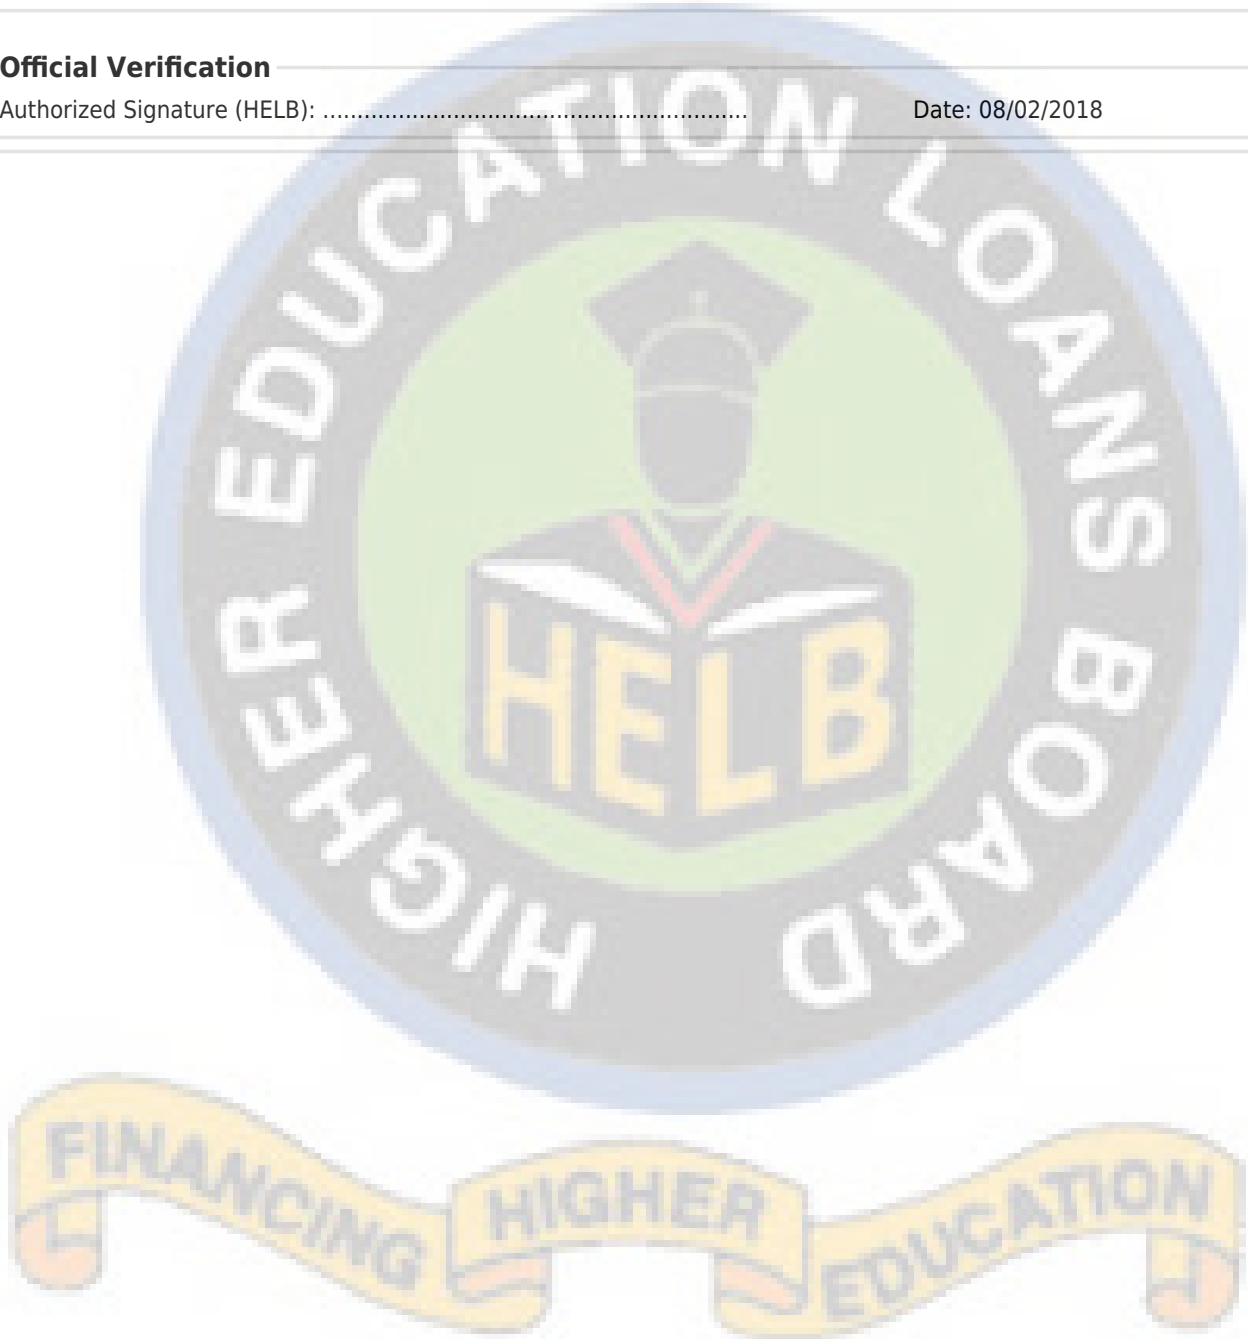 Official Verification
Authorized Signature (HELB): .............................................................. Date: 08/02/2018
HIGHER EDUCATION LOANS BOARD
HELB
FINANCING HIGHER EDUCATION